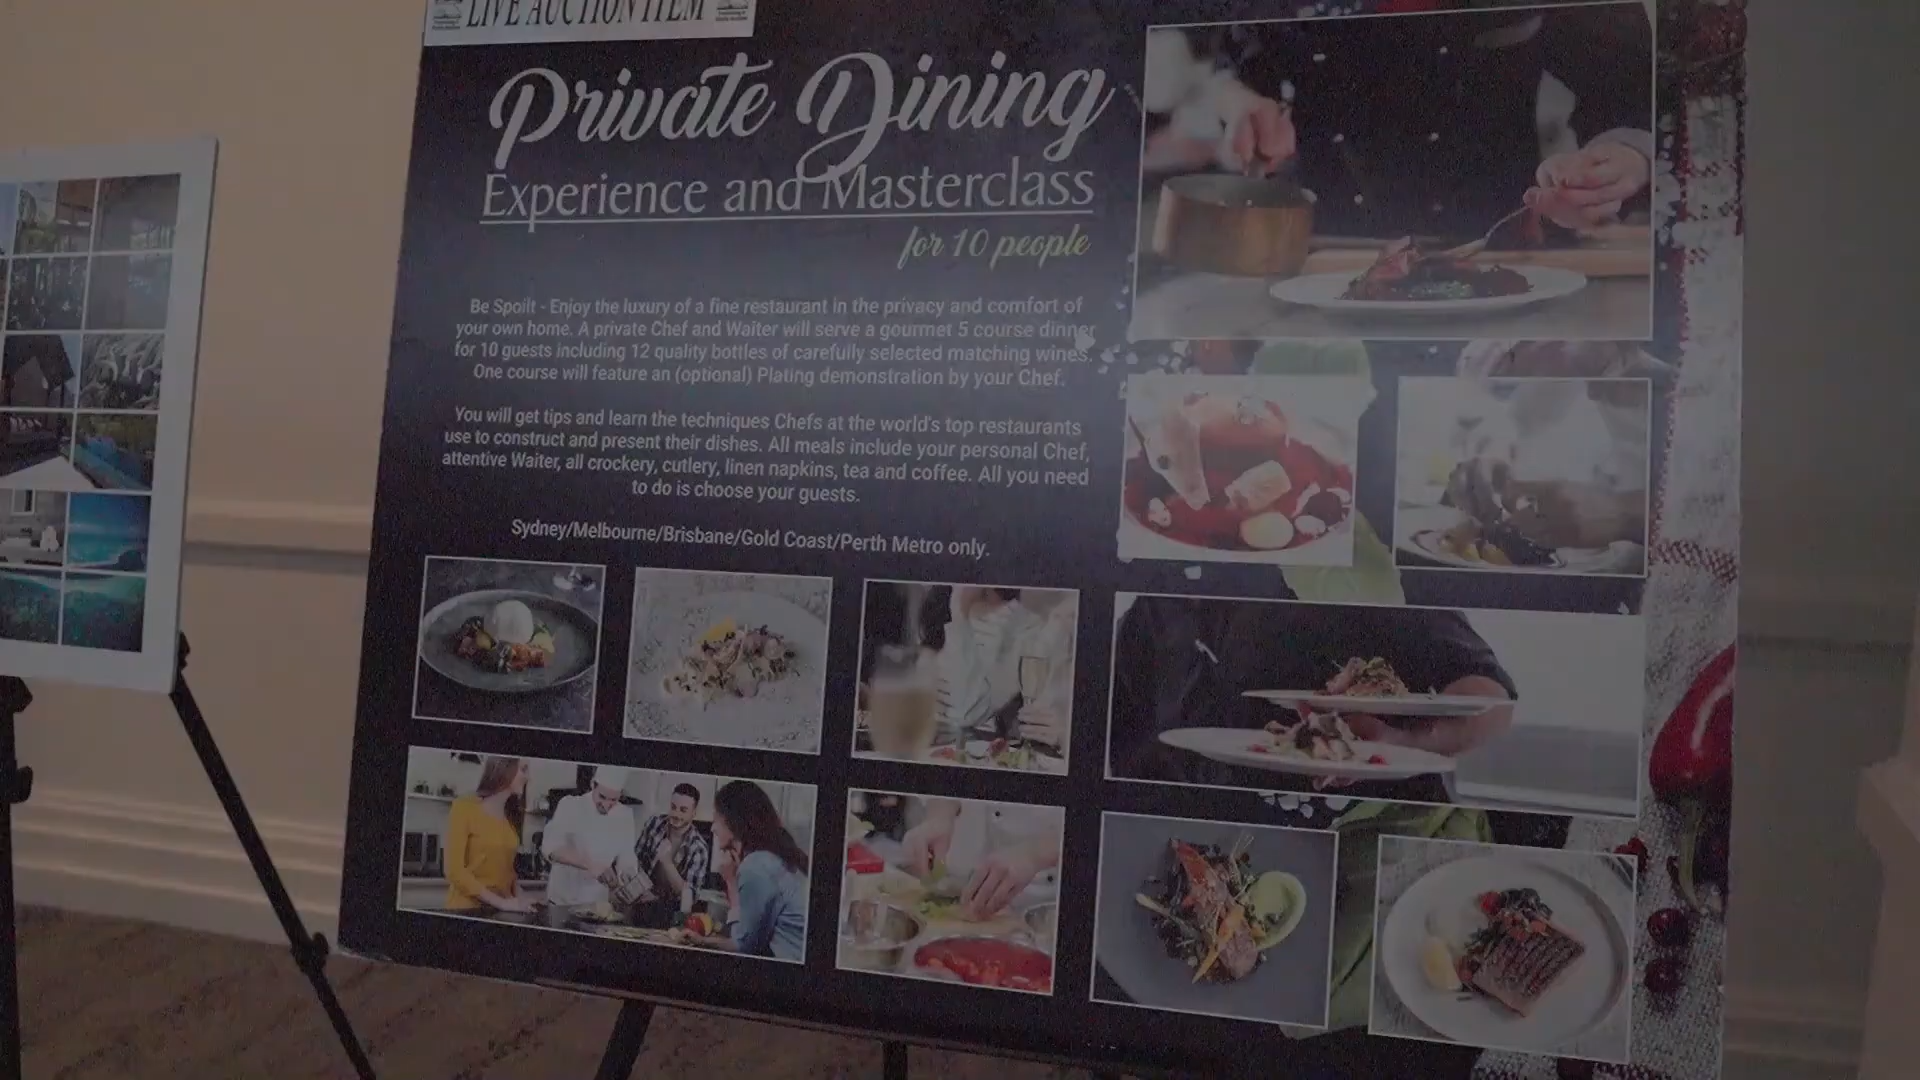 LIVE AUCTION ITEM
Private Dining
Experience and Masterclass
for 10 people
Be Spoilt - Enjoy the luxury of a fine restaurant in the privacy and comfort of
your own home. A private Chef and Waiter will serve a gourmet 5 course dinner
for 10 guests including 12 quality bottles of carefully selected matching wines.
One course will feature an (optional) Plating demonstration by your Chef.
You will get tips and learn the techniques Chefs at the world's top restaurants
use to construct and present their dishes. All meals include your personal Chef,
attentive Waiter, all crockery, cutlery, linen napkins, tea and coffee. All you need
to do is choose your guests.
Sydney/Melbourne/Brisbane/Gold Coast/Perth Metro only.